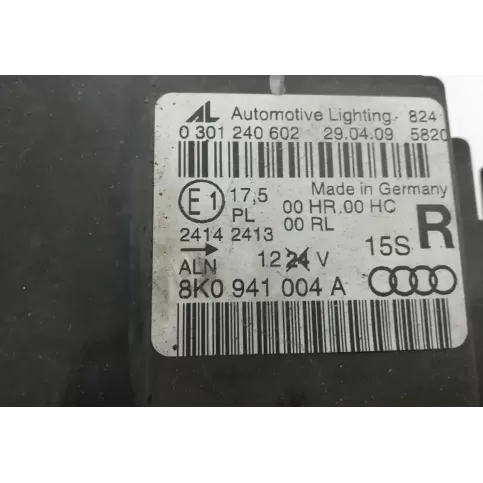 AL Automotive Lighting 824
0 301 240 602 29.04.09 5820
Made in Germany
E1 17,5 00 HR 00 HC
PL 00 RL
2414 2413 R
15S
ALN 12 24 V
8K0 941 004 A